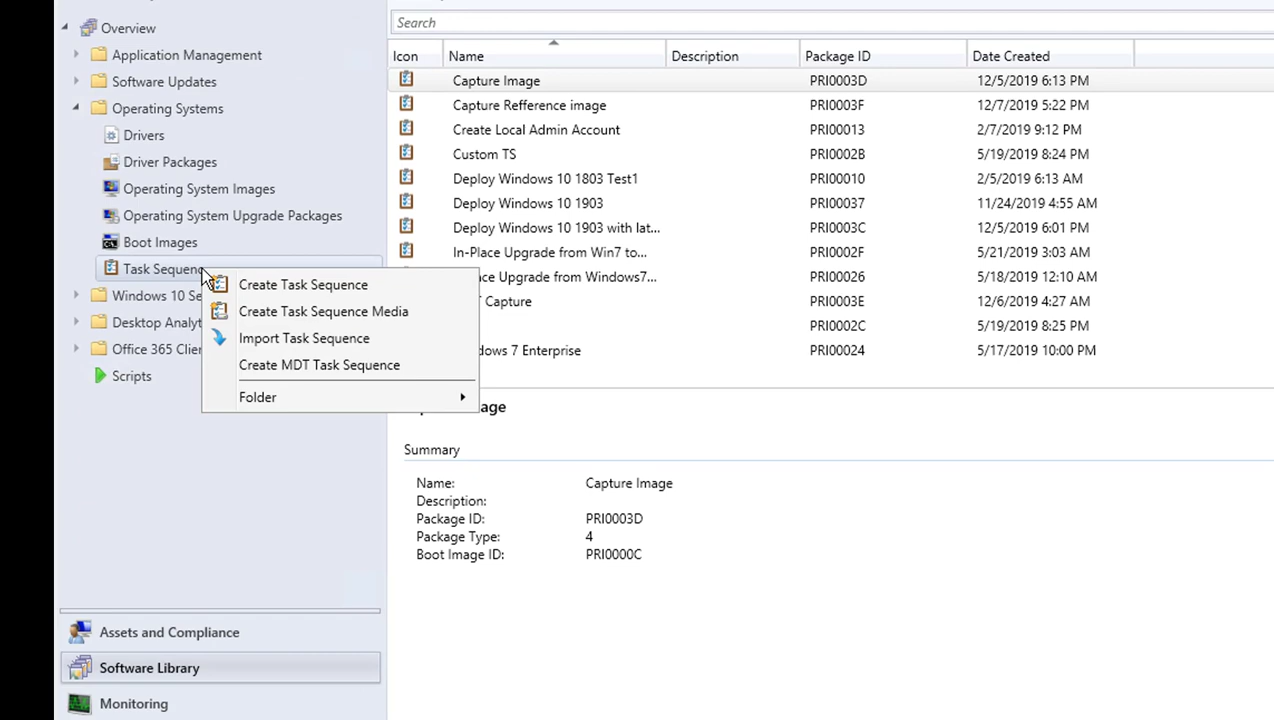 Overview
Application Management
Software Updates
Operating Systems
Drivers
Driver Packages
Operating System Images
Operating System Upgrade Packages
Boot Images
Task Sequenc
Windows 10 Se
Desktop Analyt
Office 365 Clie
Scripts
Create Task Sequence
Create Task Sequence Media
Import Task Sequence
Create MDT Task Sequence
Folder
Assets and Compliance
Software Library
Monitoring
Search
Icon Name Description Package ID Date Created
Capture Image PRI0003D 12/5/2019 6:13 PM
Capture Refference image PRI0003F 12/7/2019 5:22 PM
Create Local Admin Account PRI00013 2/7/2019 9:12 PM
Custom TS PRI0002B 5/19/2019 8:24 PM
Deploy Windows 10 1803 Test1 PRI00010 2/5/2019 6:13 AM
Deploy Windows 10 1903 PRI00037 11/24/2019 4:55 AM
Deploy Windows 10 1903 with lat... PRI0003C 12/5/2019 6:01 PM
In-Place Upgrade from Win7 to... PRI0002F 5/21/2019 3:03 AM
ce Upgrade from Windows7... PRI00026 5/18/2019 12:10 AM
Capture PRI0003E 12/6/2019 4:27 AM
PRI0002C 5/19/2019 8:25 PM
dows 7 Enterprise PRI00024 5/17/2019 10:00 PM
age
Summary
Name: Capture Image
Description:
Package ID: PRI0003D
Package Type: 4
Boot Image ID: PRI0000C